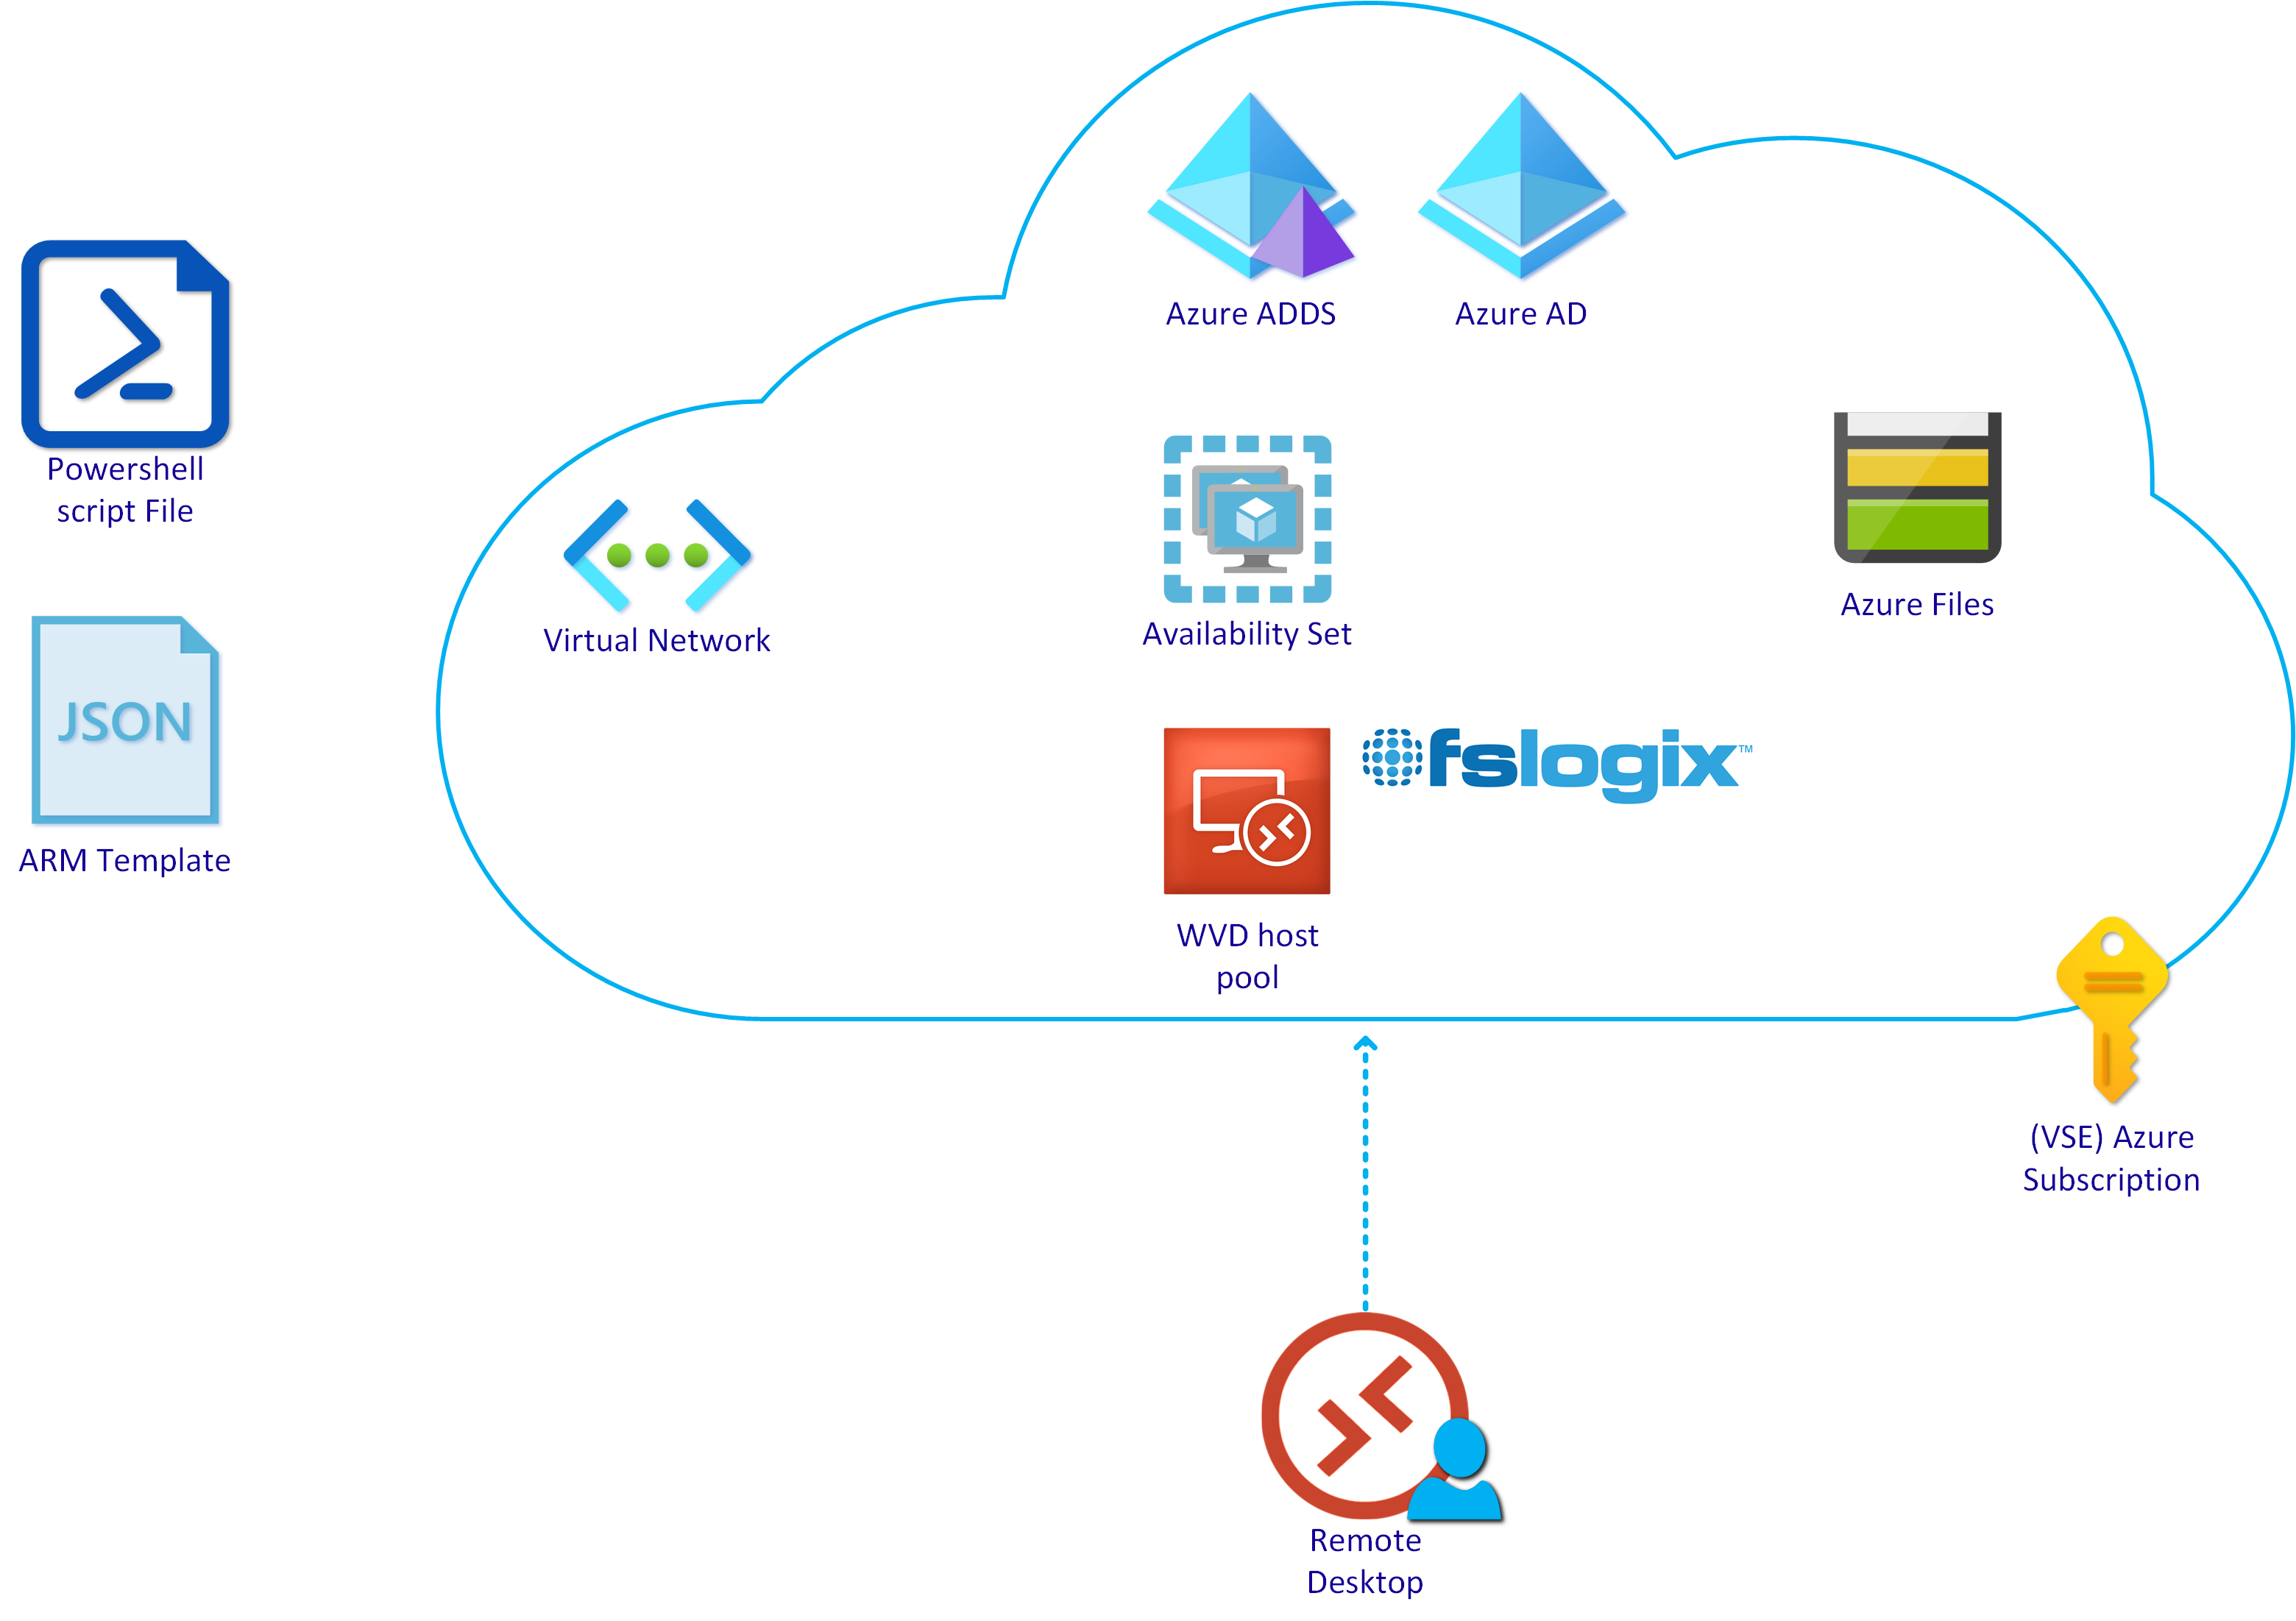 Azure ADDS
Azure AD
Powershell
script File
Virtual Network
Availability Set
Azure Files
JSON
ARM Template
fslogix™
WVD host
pool
(VSE) Azure
Subscription
Remote
Desktop